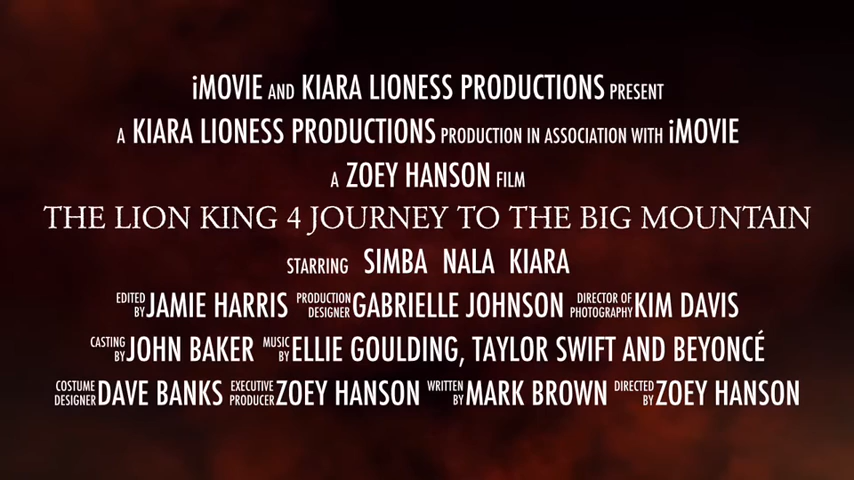 iMOVIE AND KIARA LIONESS PRODUCTIONS PRESENT
A KIARA LIONESS PRODUCTIONS PRODUCTION IN ASSOCIATION WITH iMOVIE
A ZOEY HANSON FILM
THE LION KING 4 JOURNEY TO THE BIG MOUNTAIN
STARRING SIMBA NALA KIARA
EDITED BY JAMIE HARRIS PRODUCTION DESIGNER GABRIELLE JOHNSON DIRECTOR OF PHOTOGRAPHY KIM DAVIS
CASTING BY JOHN BAKER MUSIC BY ELLIE GOULDING, TAYLOR SWIFT AND BEYONCÉ
COSTUME DESIGNER DAVE BANKS EXECUTIVE PRODUCER ZOEY HANSON WRITTEN BY MARK BROWN DIRECTED BY ZOEY HANSON